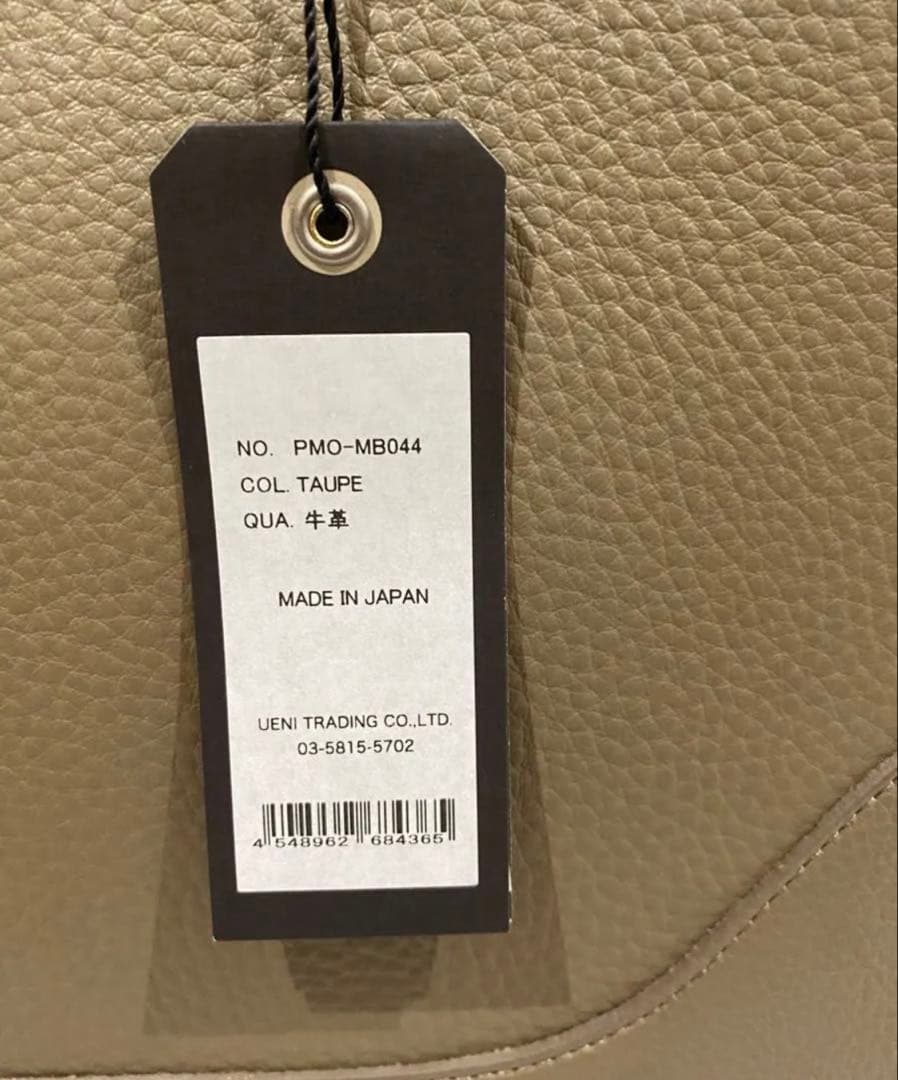 NO. PMO-MB044
COL. TAUPE
QUA. 牛革
MADE IN JAPAN
UENI TRADING CO.,LTD.
03-5815-5702
4 548962 684365